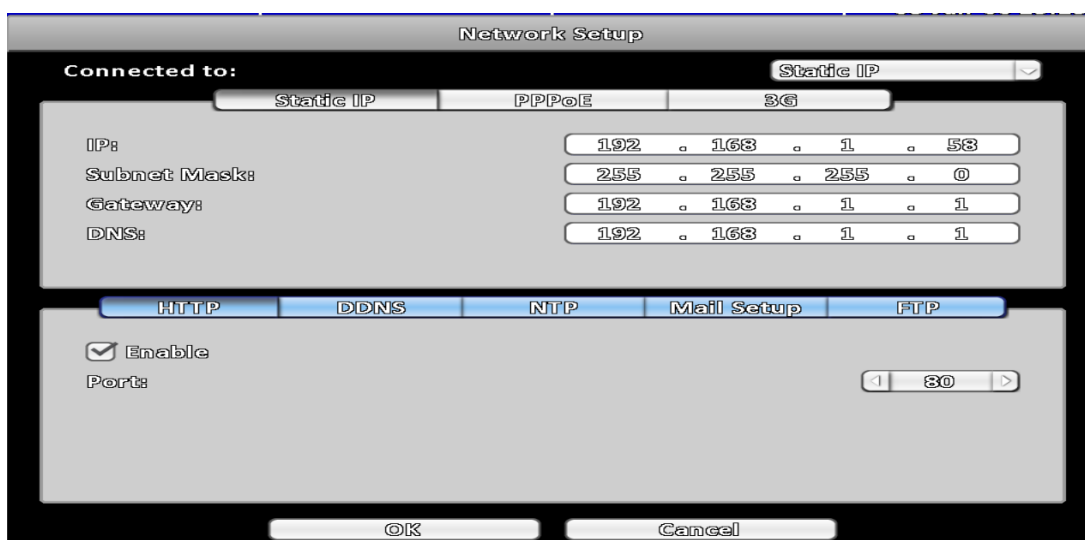 Network Setup
Connected to: Static IP
Static IP PPPoE 3G
IP: 192 . 168 . 1 . 58
Subnet Mask: 255 . 255 . 255 . 0
Gateway: 192 . 168 . 1 . 1
DNS: 192 . 168 . 1 . 1
HTTP DDNS NTP Mail Setup FTP
Enable
Port: 80
OK Cancel